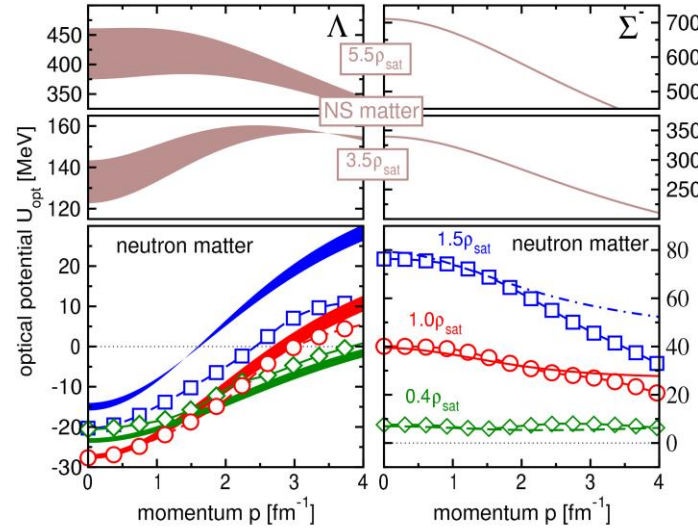 Λ
Σ⁻
450
400
350
5.5ρsat
700
600
500
NS matter
160
140
120
3.5ρsat
350
300
250
optical potential U_opt [MeV]
neutron matter
20
10
0
-10
-20
-30
1.5ρsat
neutron matter
1.0ρsat
0.4ρsat
80
60
40
20
0
0 1 2 3 4
0 1 2 3 4
momentum p [fm⁻¹]
momentum p [fm⁻¹]